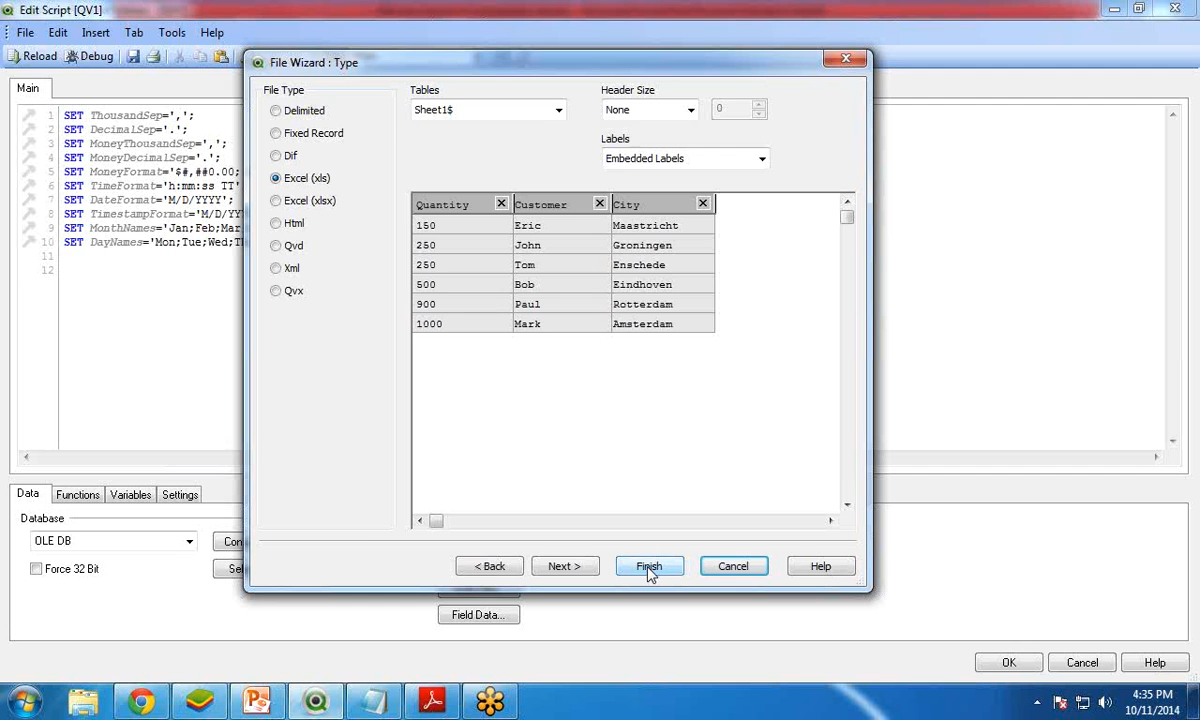 Edit Script [QV1]
File Edit Insert Tab Tools Help
Reload Debug
Main
1 SET ThousandSep=',';
2 SET DecimalSep='.';
3 SET MoneyThousandSep=',';
4 SET MoneyDecimalSep='.';
5 SET MoneyFormat='$#,##0.00;
6 SET TimeFormat='h:mm:ss TT'
7 SET DateFormat='M/D/YYYY';
8 SET TimestampFormat='M/D/YY
9 SET MonthNames='Jan;Feb;Mar
10 SET DayNames='Mon;Tue;Wed;T
11
12
File Wizard : Type
File Type
Delimited
Fixed Record
Dif
Excel (xls)
Excel (xlsx)
Html
Qvd
Xml
Qvx
Tables
Sheet1$
Header Size
None 0
Labels
Embedded Labels
Quantity Customer City
150 Eric Maastricht
250 John Groningen
250 Tom Enschede
500 Bob Eindhoven
900 Paul Rotterdam
1000 Mark Amsterdam
< Back Next > Finish Cancel Help
Data Functions Variables Settings
Database
OLE DB
Con
Force 32 Bit
Se
Field Data...
OK Cancel Help
4:35 PM
10/11/2014